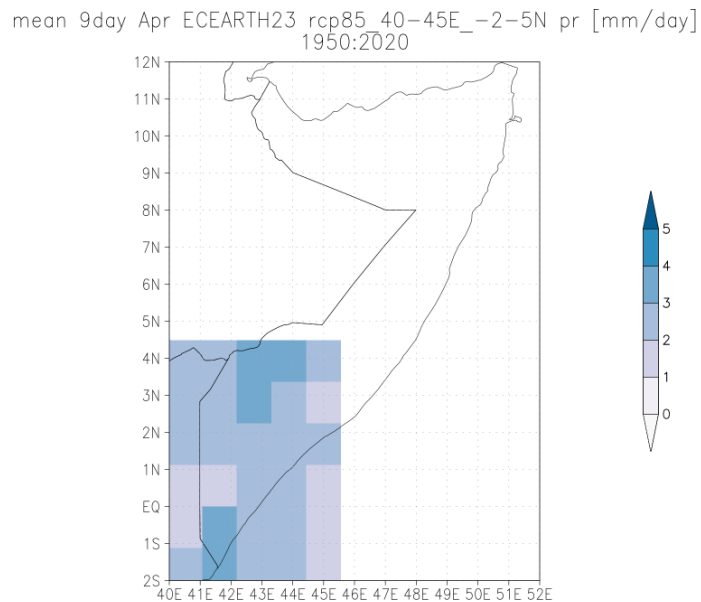 mean 9day Apr ECEARTH23 rcp85_40-45E_-2-5N pr [mm/day]
1950:2020
12N
11N
10N
9N
8N
7N
6N
5N
4N
3N
2N
1N
EQ
1S
2S
40E 41E 42E 43E 44E 45E 46E 47E 48E 49E 50E 51E 52E
5
4
3
2
1
0